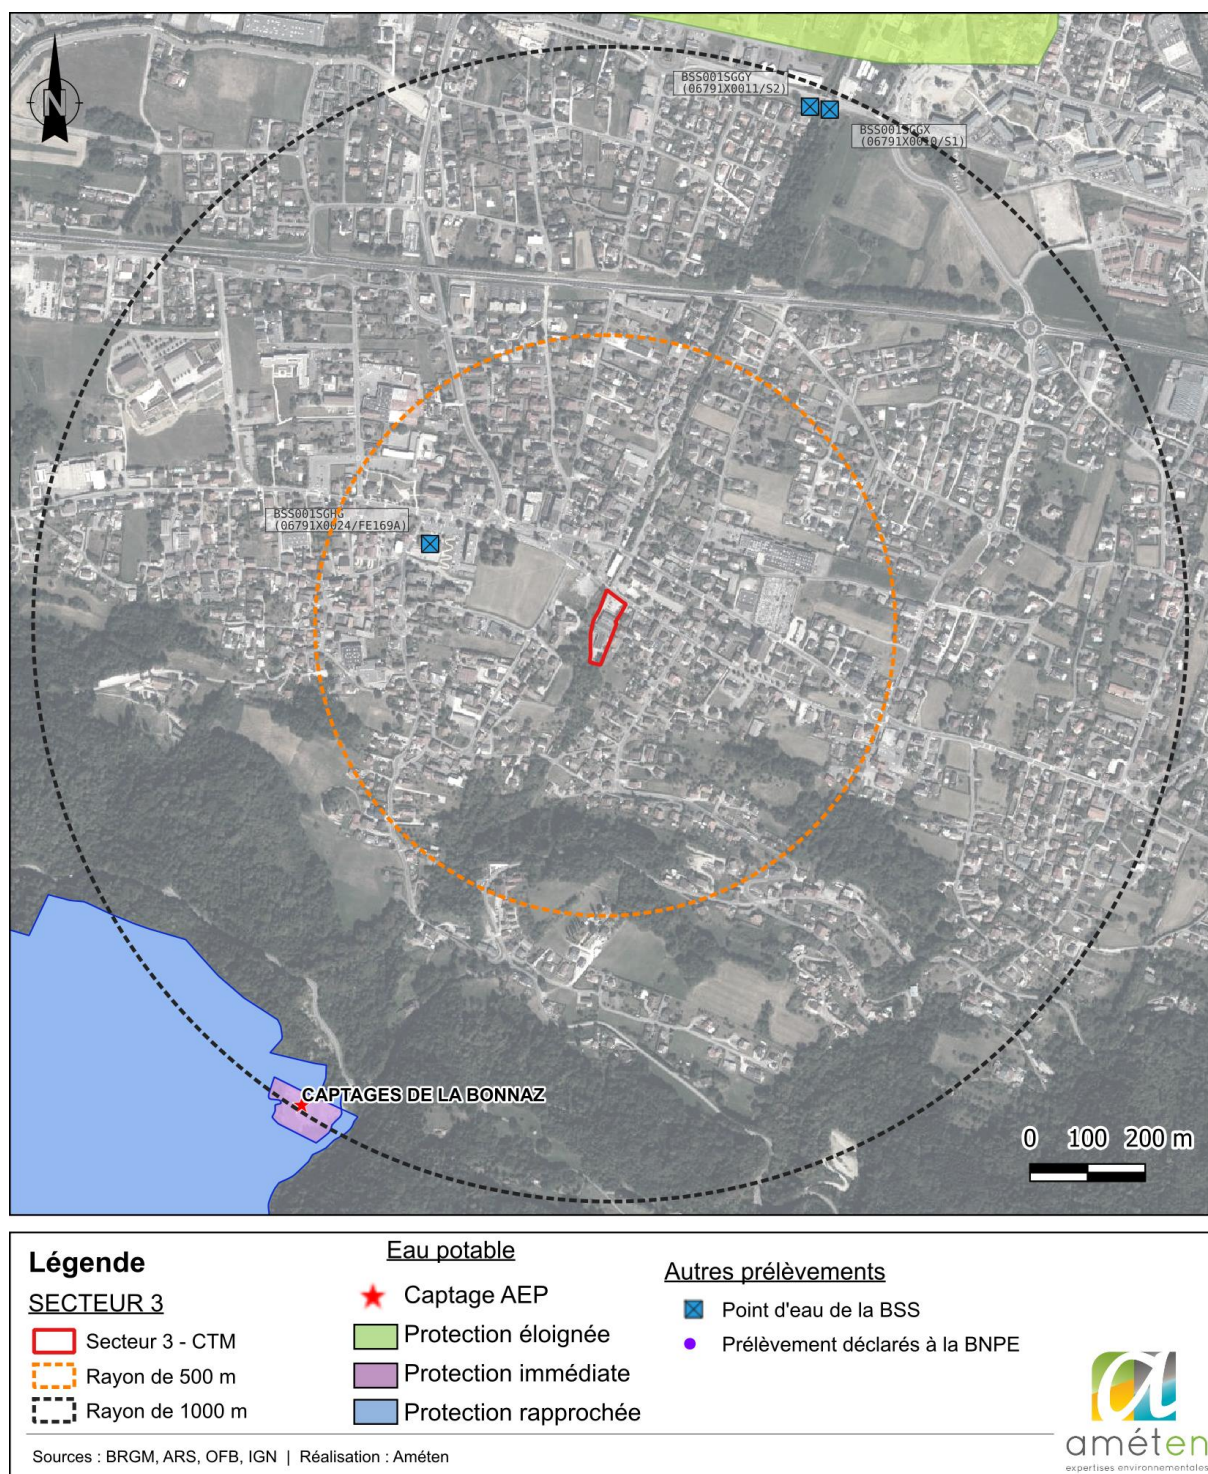 N
BSS001SGGY
(06791X0011/S2)
BSS001SGGX
(06791X0010/S1)
BSS001SGHG
(06791X0024/FE169A)
CAPTAGES DE LA BONNAZ
0 100 200 m
Légende
SECTEUR 3
Secteur 3 - CTM
Rayon de 500 m
Rayon de 1000 m
Eau potable
Captage AEP
Protection éloignée
Protection immédiate
Protection rapprochée
Autres prélèvements
Point d'eau de la BSS
Prélèvement déclarés à la BNPE
Sources : BRGM, ARS, OFB, IGN | Réalisation : Améten
améten
expertises environnementales